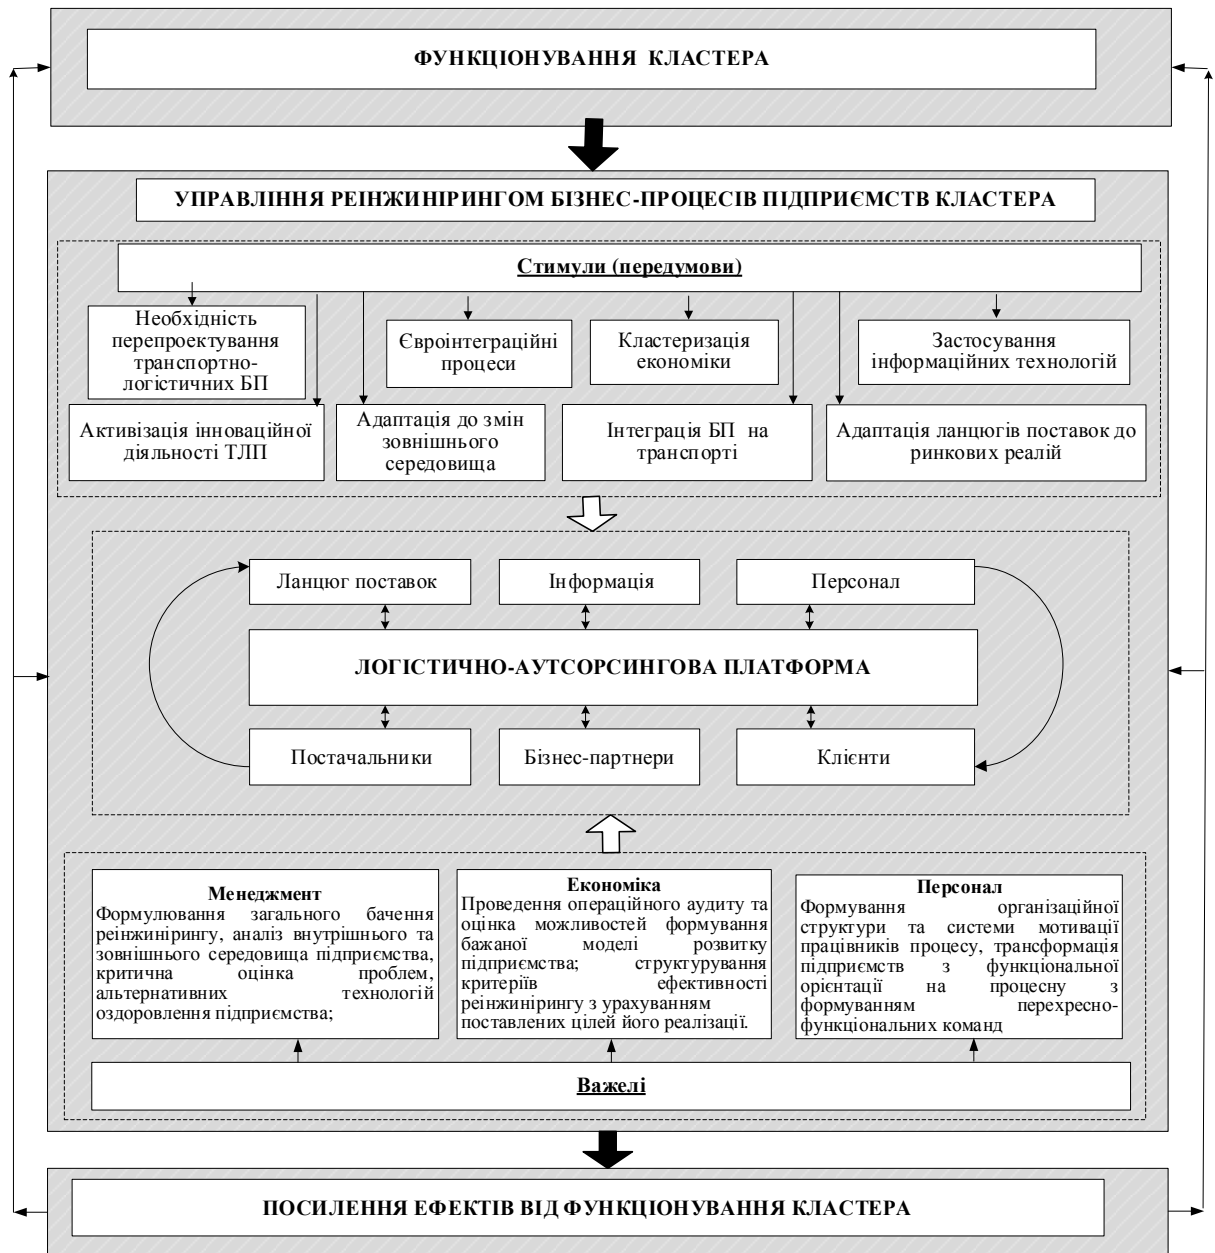 ФУНКЦІОНУВАННЯ КЛАСТЕРА
УПРАВЛІННЯ РЕІНЖИНІРИНГОМ БІЗНЕС-ПРОЦЕСІВ ПІДПРИЄМСТВ КЛАСТЕРА
Стимули (передумови)
Необхідність
перепроектування
транспортно-
логістичних БП
Євроінтеграційні
процеси
Кластеризація
економіки
Застосування
інформаційних технологій
Активізація інноваційної
діяльності ТЛП
Адаптація до змін
зовнішнього
середовища
Інтеграція БП на
транспорті
Адаптація ланцюгів поставок до
ринкових реалій
Ланцюг поставок
Інформація
Персонал
ЛОГІСТИЧНО-АУТСОРСИНГОВА ПЛАТФОРМА
Постачальники
Бізнес-партнери
Клієнти
Менеджмент
Формулювання загального бачення
реінжинірингу, аналіз внутрішнього та
зовнішнього середовища підприємства,
критична оцінка проблем,
альтернативних технологій
оздоровлення підприємства;
Економіка
Проведення операційного аудиту та
оцінка можливостей формування
бажаної моделі розвитку
підприємства; структурування
критеріїв ефективності
реінжинірингу з урахуванням
поставлених цілей його реалізації.
Персонал
Формування організаційної
структури та системи мотивації
працівників процесу, трансформація
підприємств з функціональної
орієнтації на процесну з
формуванням перехресно-
функціональних команд
Важелі
ПОСИЛЕННЯ ЕФЕКТІВ ВІД ФУНКЦІОНУВАННЯ КЛАСТЕРА